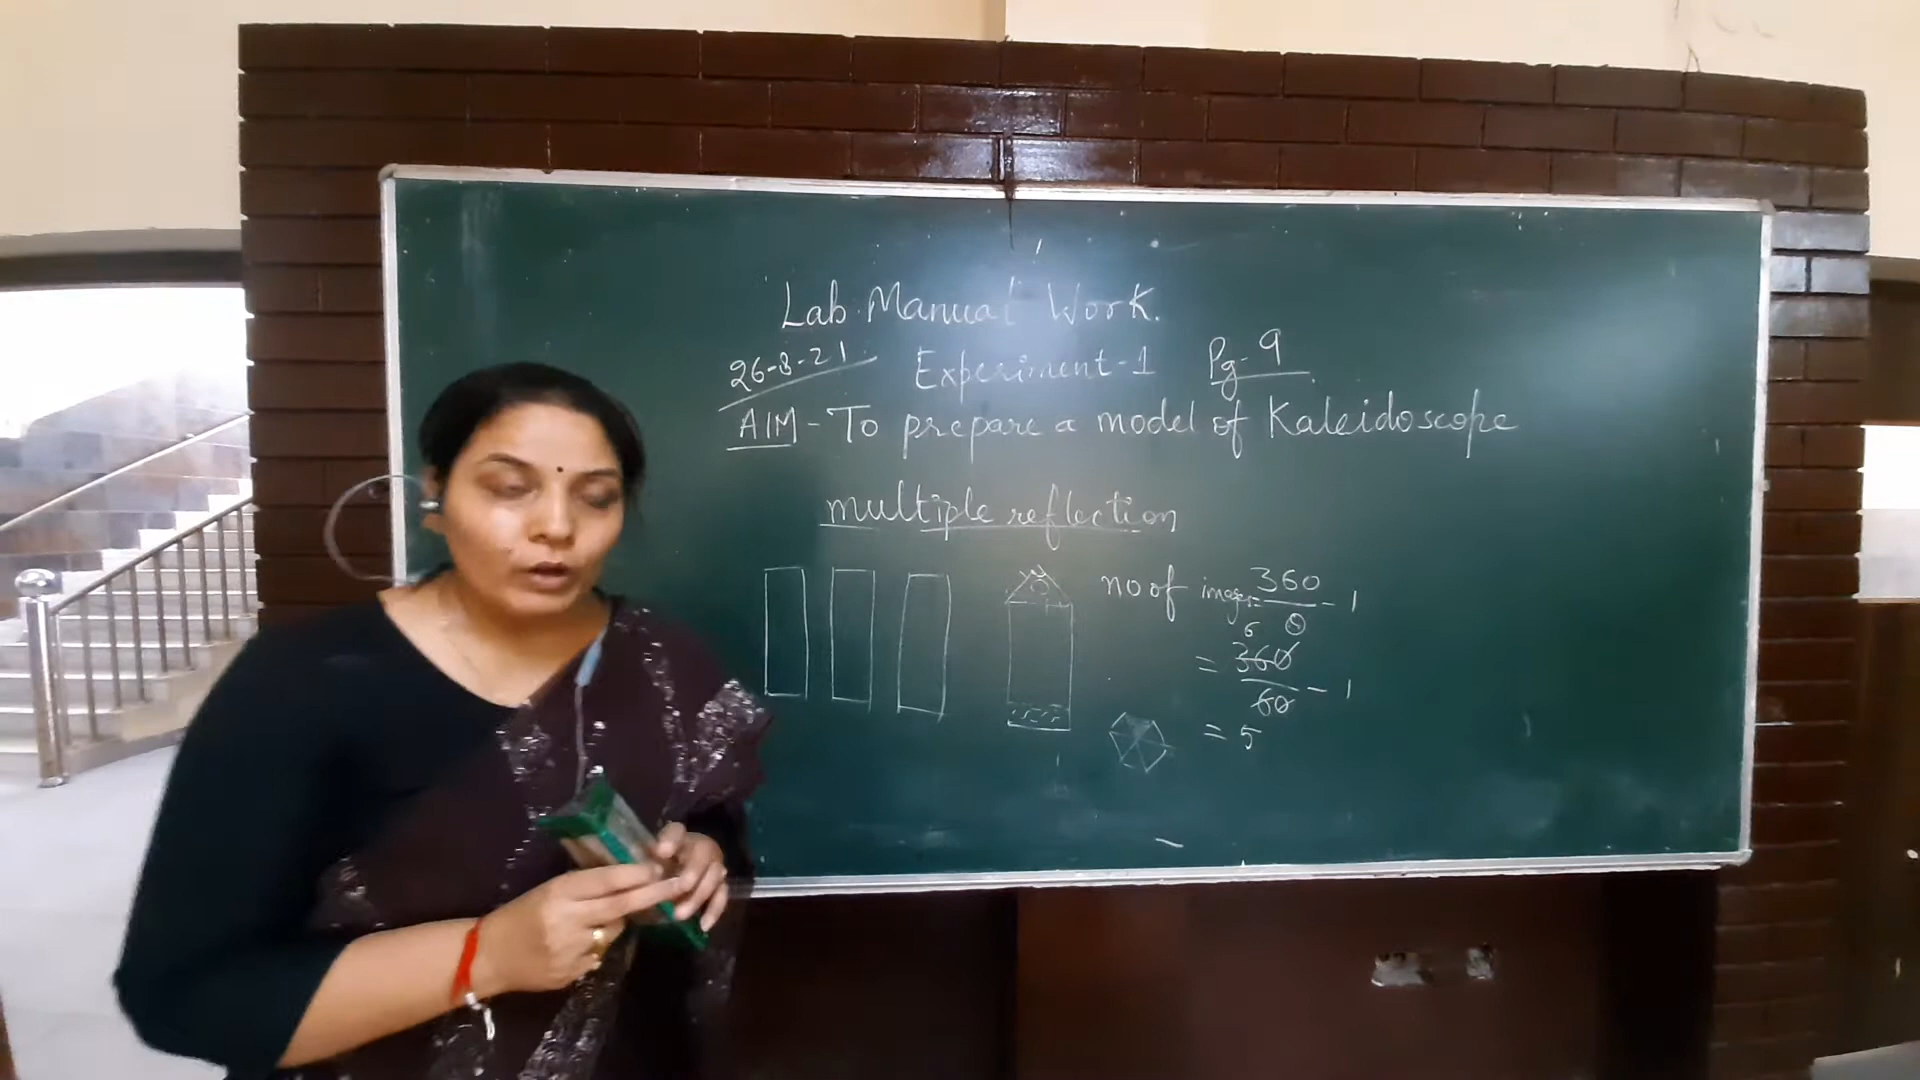 Lab Manual Work.
26-8-21 Experiment-1 Pg-9
AIM - To prepare a model of Kaleidoscope
multiple reflection
no of images = 360/θ - 1
6
= 360/60 - 1
= 5